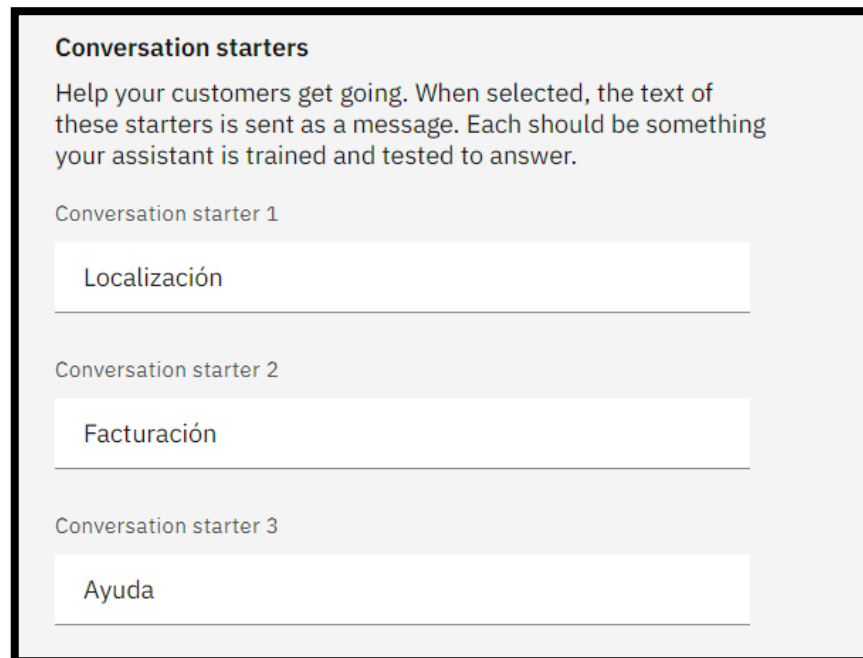 Conversation starters
Help your customers get going. When selected, the text of
these starters is sent as a message. Each should be something
your assistant is trained and tested to answer.
Conversation starter 1
Localización
Conversation starter 2
Facturación
Conversation starter 3
Ayuda